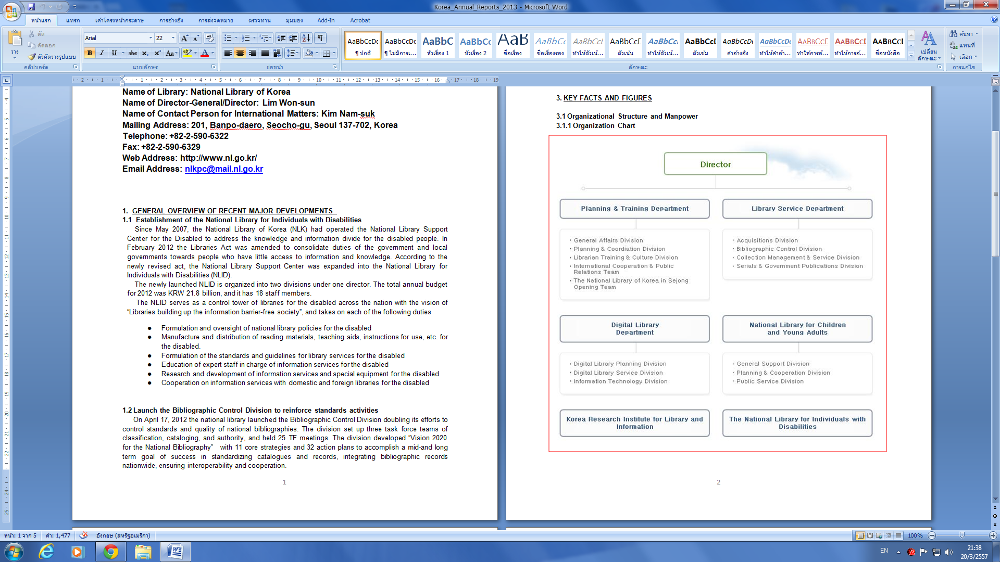 Korea_Annual_Reports_2013 - Microsoft Word
หน้าแรก แทรก เค้าโครงหน้ากระดาษ การอ้างอิง การส่งจดหมาย ตรวจทาน มุมมอง Add-In Acrobat
วาง
ตัด
คัดลอก
ตัวคัดวางรูปแบบ
คลิปบอร์ด
Arial 22
แบบอักษร
ย่อหน้า
¶ ปกติ ¶ ไม่มีการเ... หัวเรื่อง 1 หัวเรื่อง 2 ชื่อเรื่อง ชื่อเรื่องรอง ทำให้ตัวเน้... ตัวเน้น ทำให้ตัวเน้... ตัวเข้ม คำอ้างอิง ทำให้คำอ้า... ทำให้การอ้... ทำให้การอ้... ชื่อหนังสือ
ลักษณะ
เปลี่ยน
ลักษณะ
ค้นหา
แทนที่
เลือก
การแก้ไข
Name of Library: National Library of Korea
Name of Director-General/Director: Lim Won-sun
Name of Contact Person for International Matters: Kim Nam-suk
Mailing Address: 201, Banpo-daero, Seocho-gu, Seoul 137-702, Korea
Telephone: +82-2-590-6322
Fax: +82-2-590-6329
Web Address: http://www.nl.go.kr/
Email Address: nlkpc@mail.nl.go.kr
1. GENERAL OVERVIEW OF RECENT MAJOR DEVELOPMENTS
1.1 Establishment of the National Library for Individuals with Disabilities
Since May 2007, the National Library of Korea (NLK) had operated the National Library Support
Center for the Disabled to address the knowledge and information divide for the disabled people. In
February 2012 the Libraries Act was amended to consolidate duties of the government and local
governments towards people who have little access to information and knowledge. According to the
newly revised act, the National Library Support Center was expanded into the National Library for
Individuals with Disabilities (NLID).
The newly launched NLID is organized into two divisions under one director. The total annual budget
for 2012 was KRW 21.8 billion, and it has 18 staff members.
The NLID serves as a control tower of libraries for the disabled across the nation with the vision of
“Libraries building up the information barrier-free society”, and takes on each of the following duties
● Formulation and oversight of national library policies for the disabled
● Manufacture and distribution of reading materials, teaching aids, instructions for use, etc. for
the disabled.
● Formulation of the standards and guidelines for library services for the disabled
● Education of expert staff in charge of information services for the disabled
● Research and development of information services and special equipment for the disabled
● Cooperation on information services with domestic and foreign libraries for the disabled
1.2 Launch the Bibliographic Control Division to reinforce standards activities
On April 17, 2012 the national library launched the Bibliographic Control Division doubling its efforts to
control standards and quality of national bibliographies. The division set up three task force teams of
classification, cataloging, and authority, and held 25 TF meetings. The division developed “Vision 2020
for the National Bibliography” with 11 core strategies and 32 action plans to accomplish a mid-and long
term goal of success in standardizing catalogues and records, integrating bibliographic records
nationwide, ensuring interoperability and cooperation.
1
3. KEY FACTS AND FIGURES
3.1 Organizational Structure and Manpower
3.1.1 Organization Chart
Director
Planning & Training Department
• General Affairs Division
• Planning & Coordiation Division
• Librarian Training & Culture Division
• International Cooperation & Public
Relations Team
• The National Library of Korea in Sejong
Opening Team
Library Service Department
• Acquisitions Division
• Bibliographic Control Division
• Collection Management & Service Division
• Serials & Government Publications Division
Digital Library
Department
• Digital Library Planning Division
• Digital Library Service Division
• Information Technology Division
National Library for Children
and Young Adults
• General Support Division
• Planning & Cooperation Division
• Public Service Division
Korea Research Institute for Library and
Information
The National Library for Individuals with
Disabilities
2
หน้า: 1 จาก 5 คำ: 1,477 อังกฤษ (สหรัฐอเมริกา) 100%
EN
21:38
20/3/2557